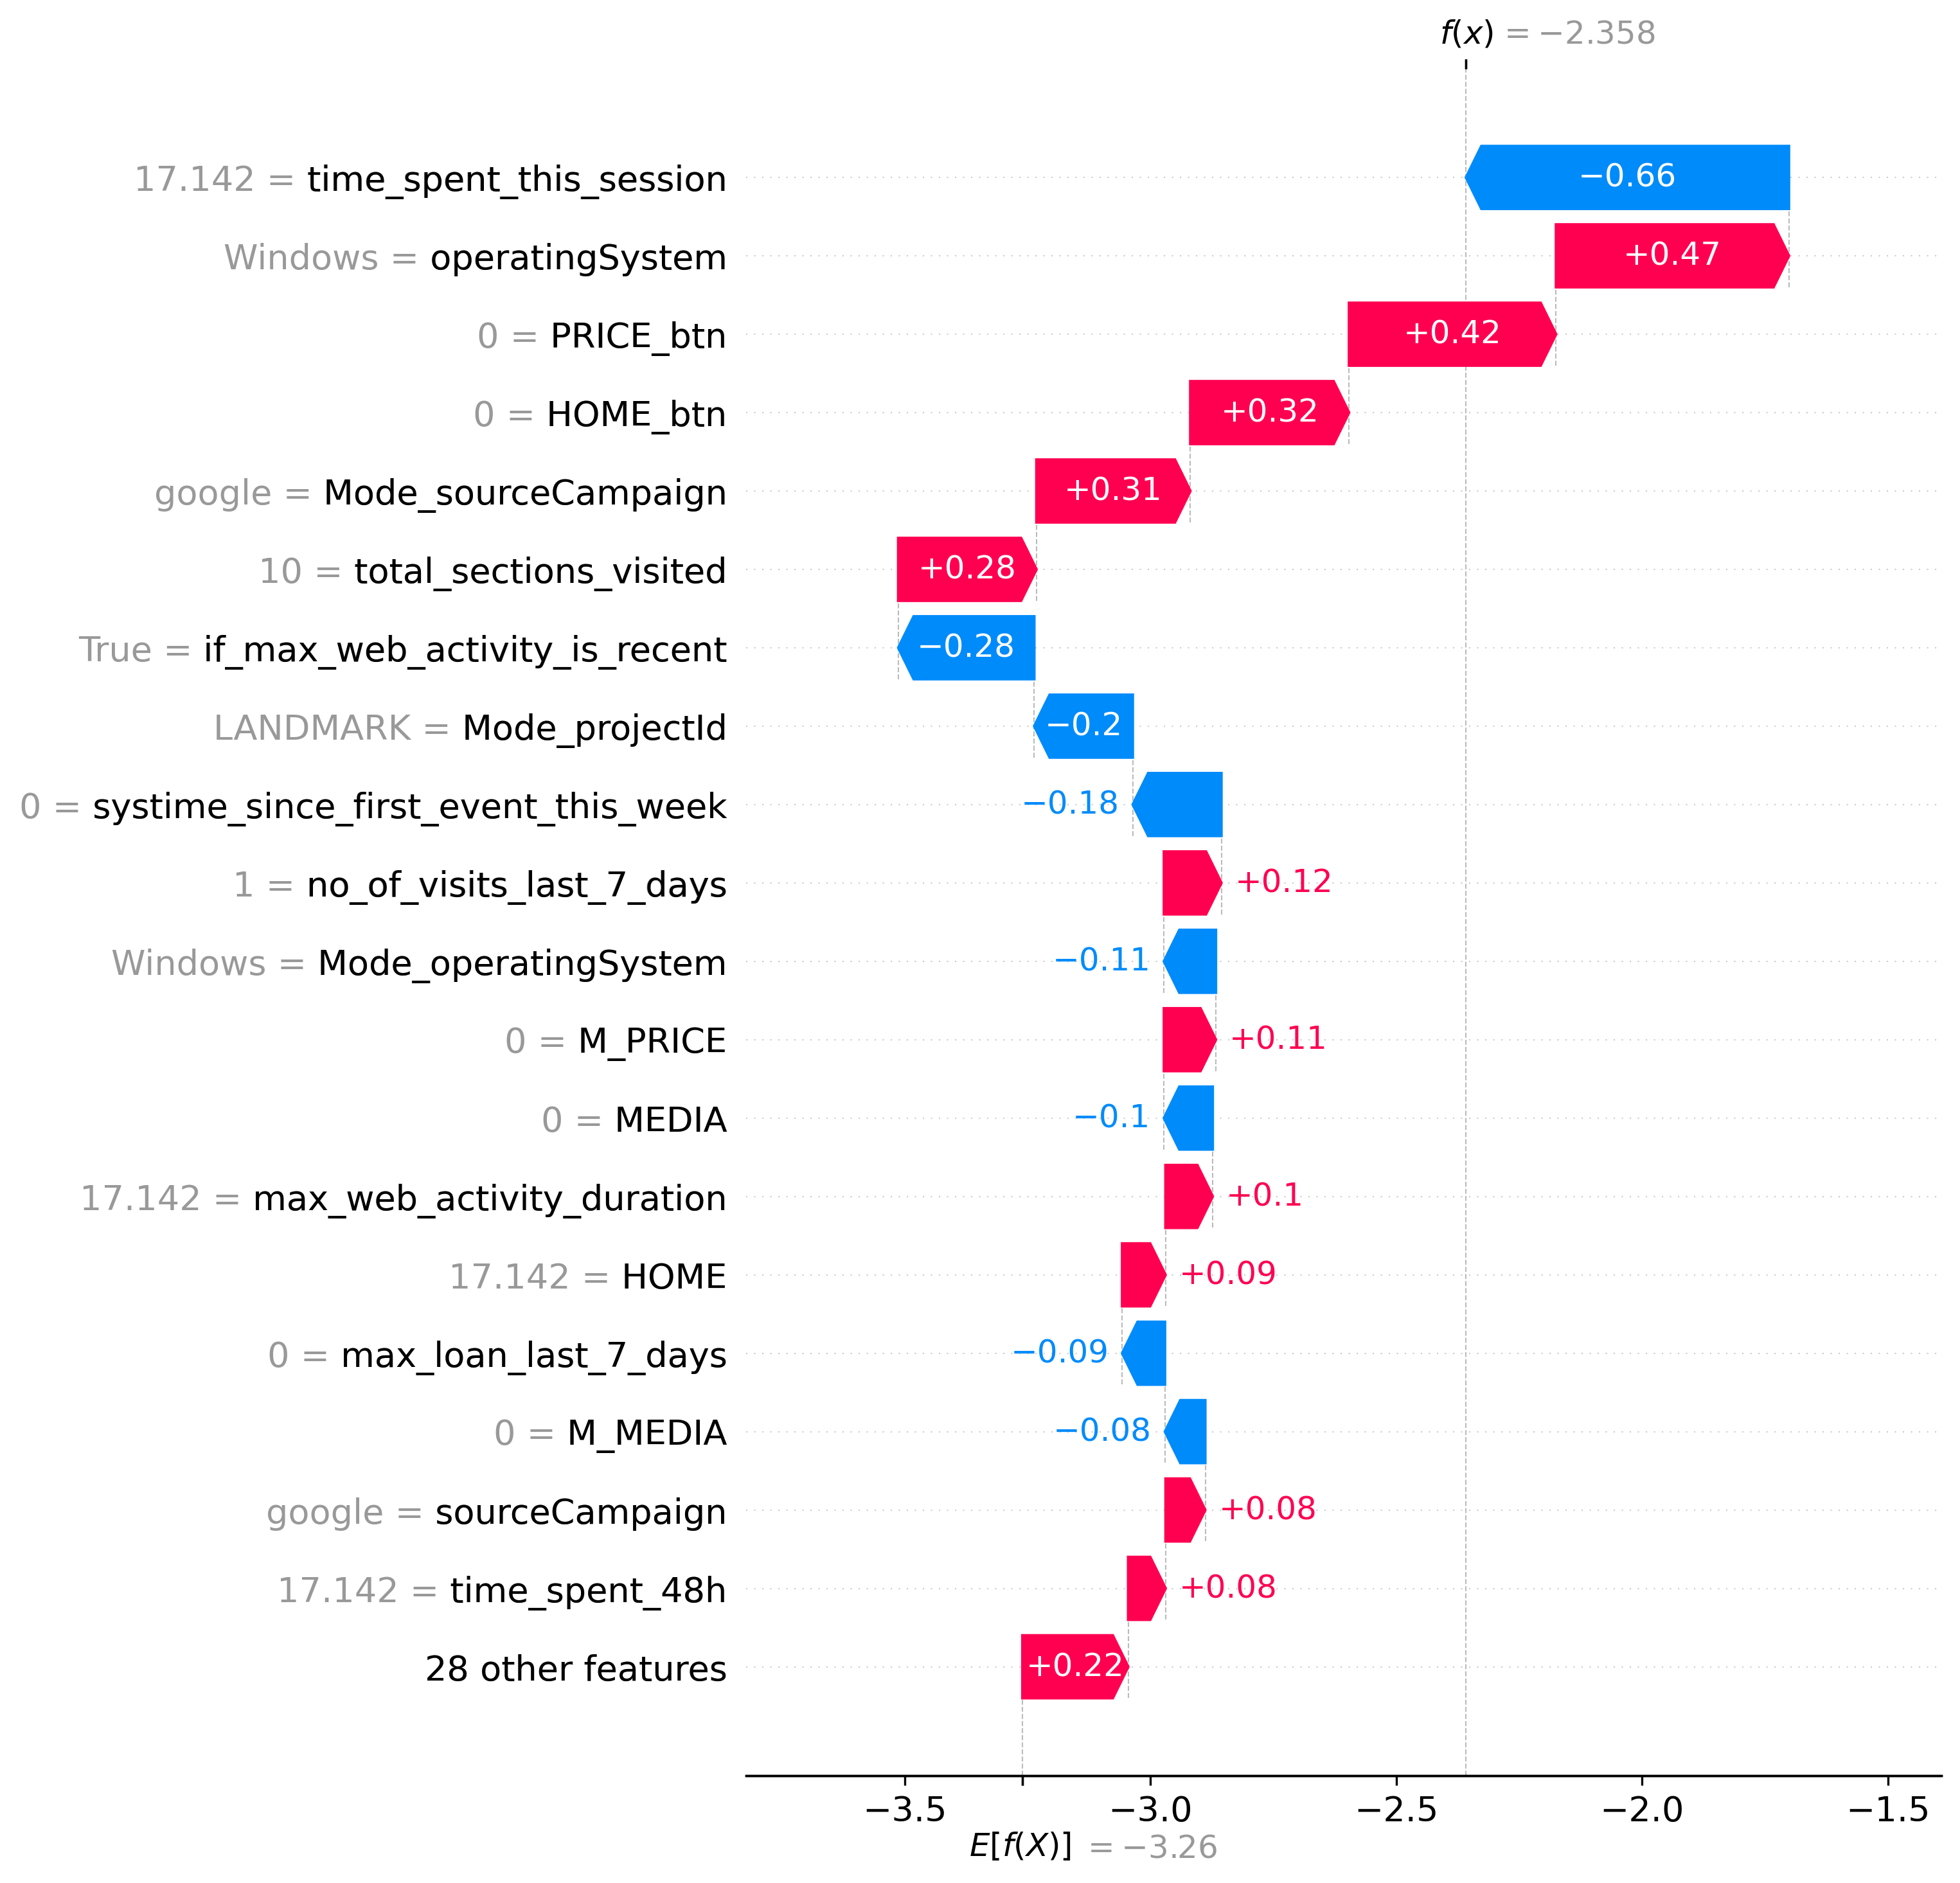 f(x) = −2.358
17.142 = time_spent_this_session −0.66
Windows = operatingSystem +0.47
0 = PRICE_btn +0.42
0 = HOME_btn +0.32
google = Mode_sourceCampaign +0.31
10 = total_sections_visited +0.28
True = if_max_web_activity_is_recent −0.28
LANDMARK = Mode_projectId −0.2
0 = systime_since_first_event_this_week −0.18
1 = no_of_visits_last_7_days +0.12
Windows = Mode_operatingSystem −0.11
0 = M_PRICE +0.11
0 = MEDIA −0.1
17.142 = max_web_activity_duration +0.1
17.142 = HOME +0.09
0 = max_loan_last_7_days −0.09
0 = M_MEDIA −0.08
google = sourceCampaign +0.08
17.142 = time_spent_48h +0.08
28 other features +0.22
−3.5 −3.0 −2.5 −2.0 −1.5
E[f(X)] = −3.26